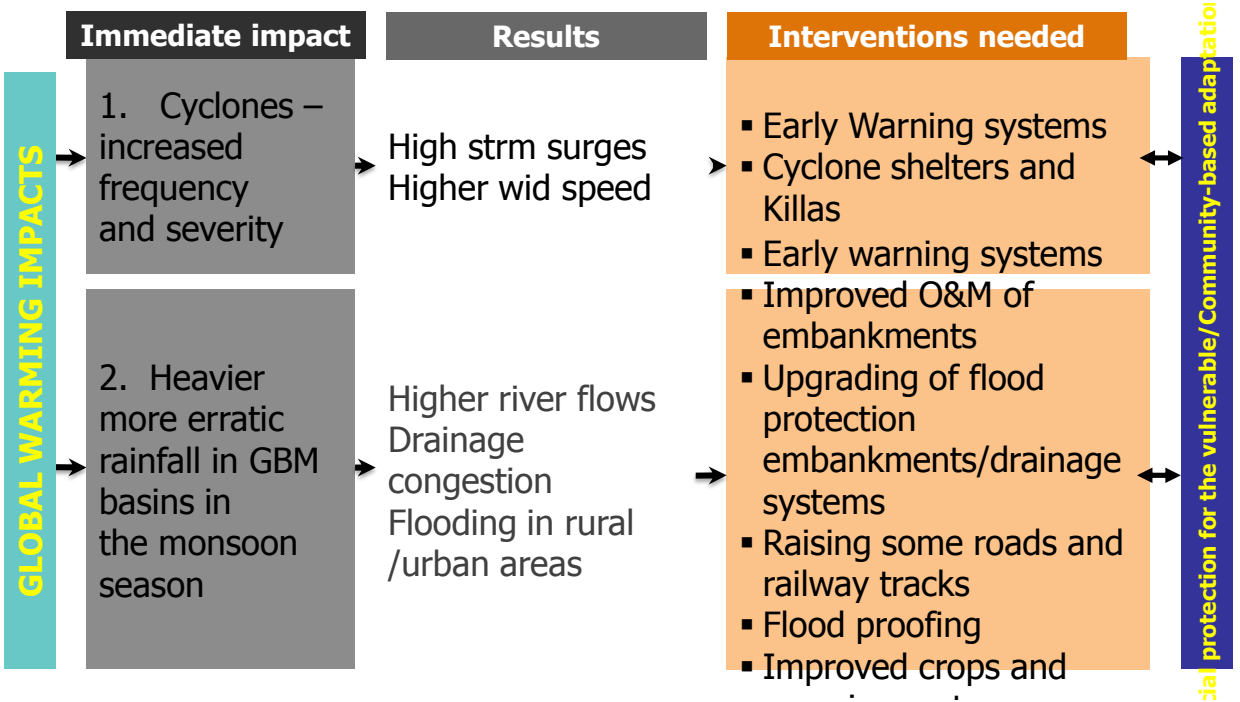 Immediate impact
Results
Interventions needed
GLOBAL WARMING IMPACTS
1. Cyclones –
increased
frequency
and severity
High strm surges
Higher wid speed
▪ Early Warning systems
▪ Cyclone shelters and
Killas
▪ Early warning systems
▪ Improved O&M of
embankments
2. Heavier
more erratic
rainfall in GBM
basins in
the monsoon
season
Higher river flows
Drainage
congestion
Flooding in rural
/urban areas
▪ Upgrading of flood
protection
embankments/drainage
systems
▪ Raising some roads and
railway tracks
▪ Flood proofing
▪ Improved crops and
protection for the vulnerable/Community-based adaptation